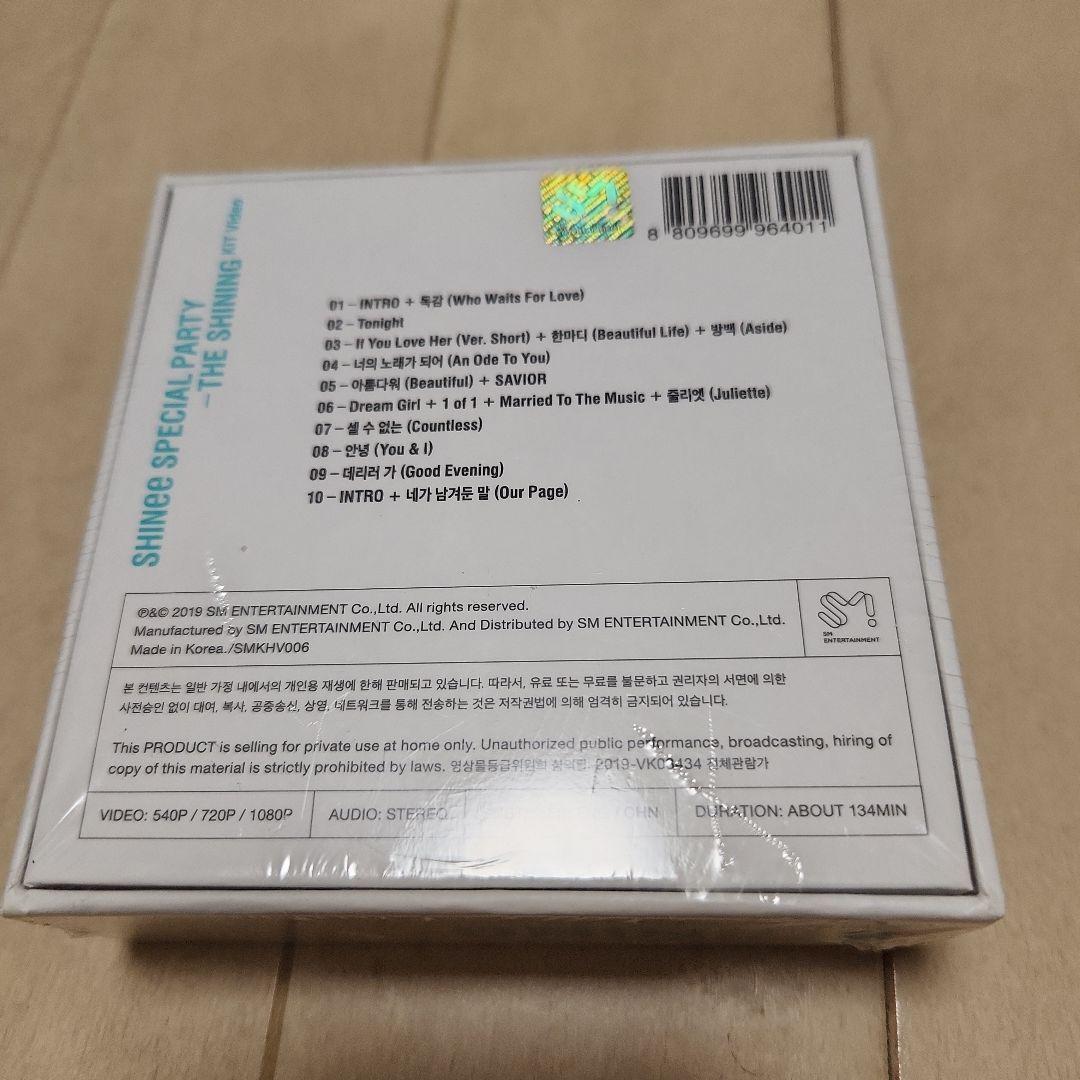 SHINee SPECIAL PARTY
– THE SHINING KIT Video
8 809699 964011
01 – INTRO + 독감 (Who Waits For Love)
02 – Tonight
03 – If You Love Her (Ver. Short) + 한마디 (Beautiful Life) + 방백 (Aside)
04 – 너의 노래가 되어 (An Ode To You)
05 – 아름다워 (Beautiful) + SAVIOR
06 – Dream Girl + 1 of 1 + Married To The Music + 줄리엣 (Juliette)
07 – 셀 수 없는 (Countless)
08 – 안녕 (You & I)
09 – 데리러 가 (Good Evening)
10 – INTRO + 네가 남겨둔 말 (Our Page)
℗&© 2019 SM ENTERTAINMENT Co.,Ltd. All rights reserved.
Manufactured by SM ENTERTAINMENT Co.,Ltd. And Distributed by SM ENTERTAINMENT Co.,Ltd.
Made in Korea./SMKHV006
SM!
SM
ENTERTAINMENT
본 컨텐츠는 일반 가정 내에서의 개인용 재생에 한해 판매되고 있습니다. 따라서, 유료 또는 무료를 불문하고 권리자의 서면에 의한
사전승인 없이 대여, 복사, 공중송신, 상영, 네트워크를 통해 전송하는 것은 저작권법에 의해 엄격히 금지되어 있습니다.
This PRODUCT is selling for private use at home only. Unauthorized public performance, broadcasting, hiring of
copy of this material is strictly prohibited by laws. 2019-VK03434 전체관람가
VIDEO: 540P / 720P / 1080P
AUDIO: STEREO
DURATION: ABOUT 134MIN